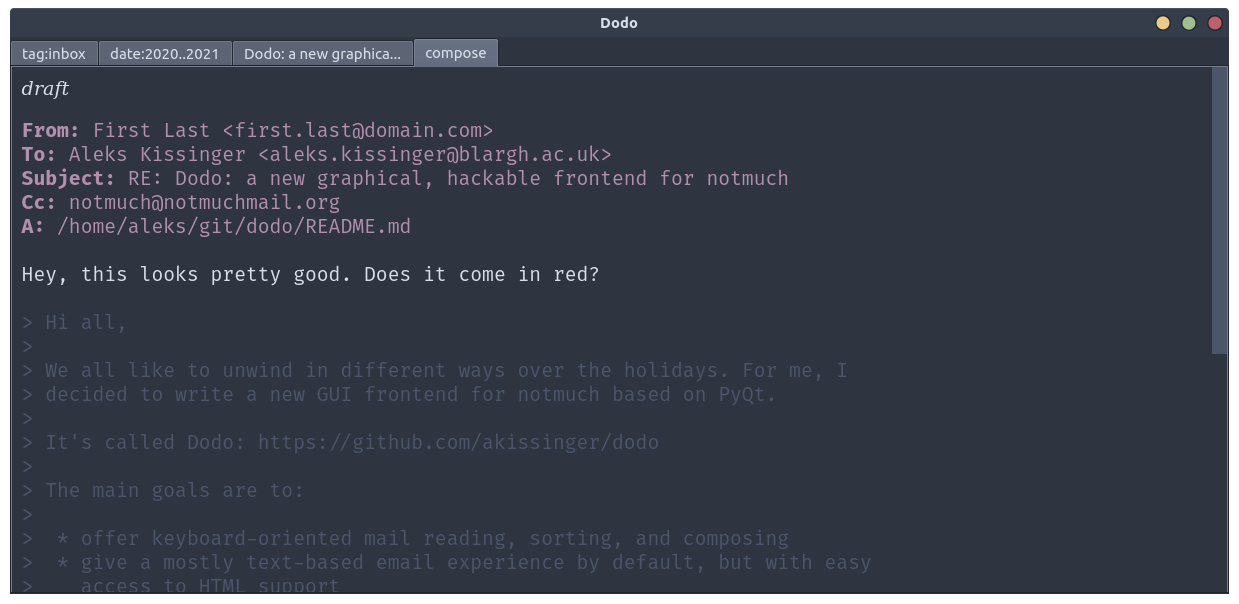 Dodo
tag:inbox date:2020..2021 Dodo: a new graphica... compose
draft
From: First Last <first.last@domain.com>
To: Aleks Kissinger <aleks.kissinger@blargh.ac.uk>
Subject: RE: Dodo: a new graphical, hackable frontend for notmuch
Cc: notmuch@notmuchmail.org
A: /home/aleks/git/dodo/README.md
Hey, this looks pretty good. Does it come in red?
> Hi all,
>
> We all like to unwind in different ways over the holidays. For me, I
> decided to write a new GUI frontend for notmuch based on PyQt.
>
> It's called Dodo: https://github.com/akissinger/dodo
>
> The main goals are to:
>
>  * offer keyboard-oriented mail reading, sorting, and composing
>  * give a mostly text-based email experience by default, but with easy
>    access to HTML support